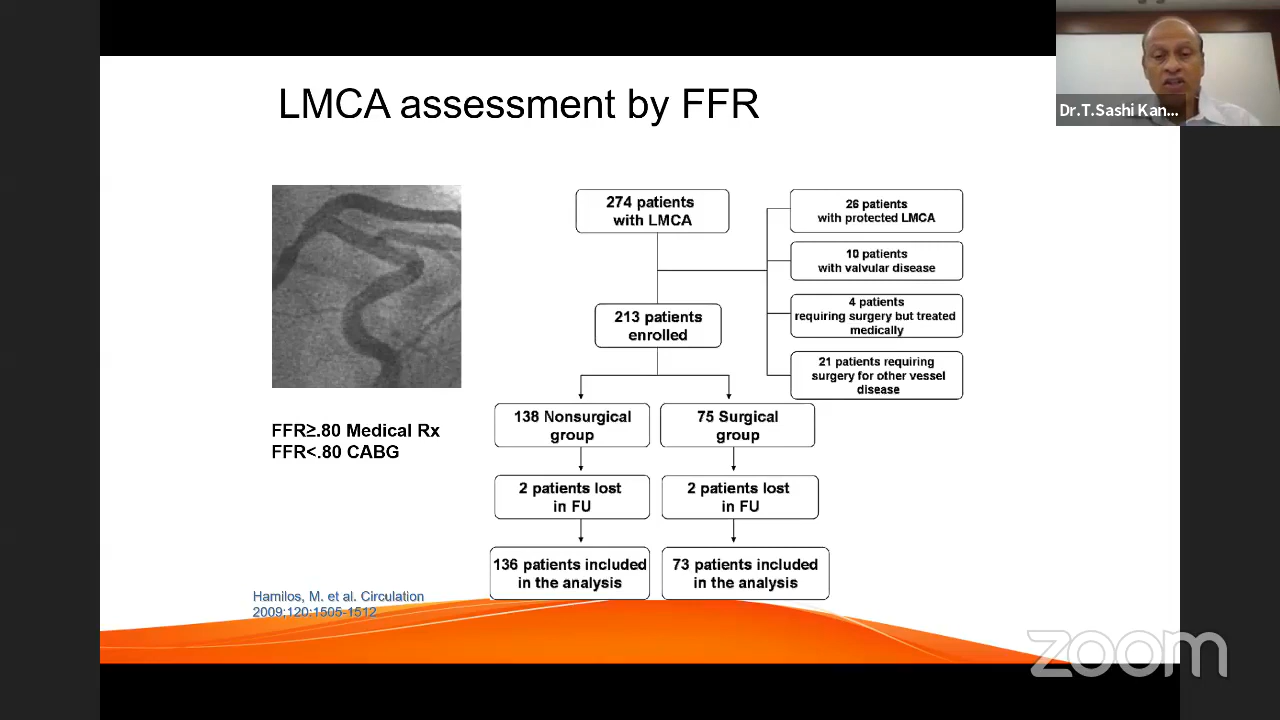 LMCA assessment by FFR
Dr.T.Sashi Kan...
274 patients
with LMCA
26 patients
with protected LMCA
10 patients
with valvular disease
4 patients
requiring surgery but treated
medically
21 patients requiring
surgery for other vessel
disease
213 patients
enrolled
138 Nonsurgical
group
75 Surgical
group
FFR≥.80 Medical Rx
FFR<.80 CABG
2 patients lost
in FU
2 patients lost
in FU
136 patients included
in the analysis
73 patients included
in the analysis
Hamilos, M. et al. Circulation
2009;120:1505-1512
zoom